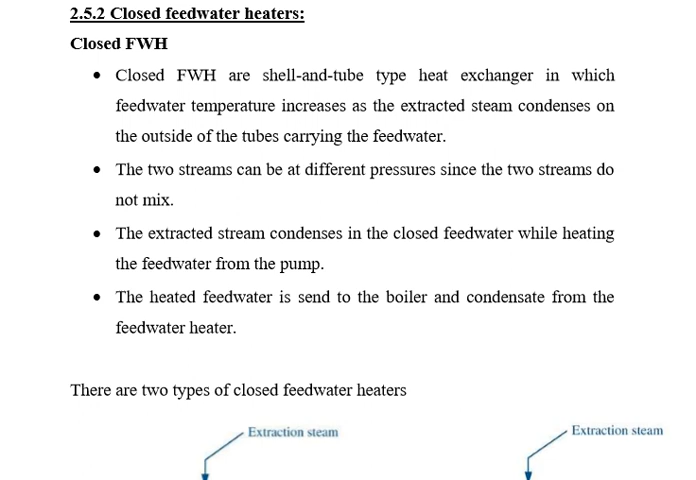 2.5.2 Closed feedwater heaters:
Closed FWH
• Closed FWH are shell-and-tube type heat exchanger in which
feedwater temperature increases as the extracted steam condenses on
the outside of the tubes carrying the feedwater.
• The two streams can be at different pressures since the two streams do
not mix.
• The extracted stream condenses in the closed feedwater while heating
the feedwater from the pump.
• The heated feedwater is send to the boiler and condensate from the
feedwater heater.
There are two types of closed feedwater heaters
Extraction steam
Extraction steam